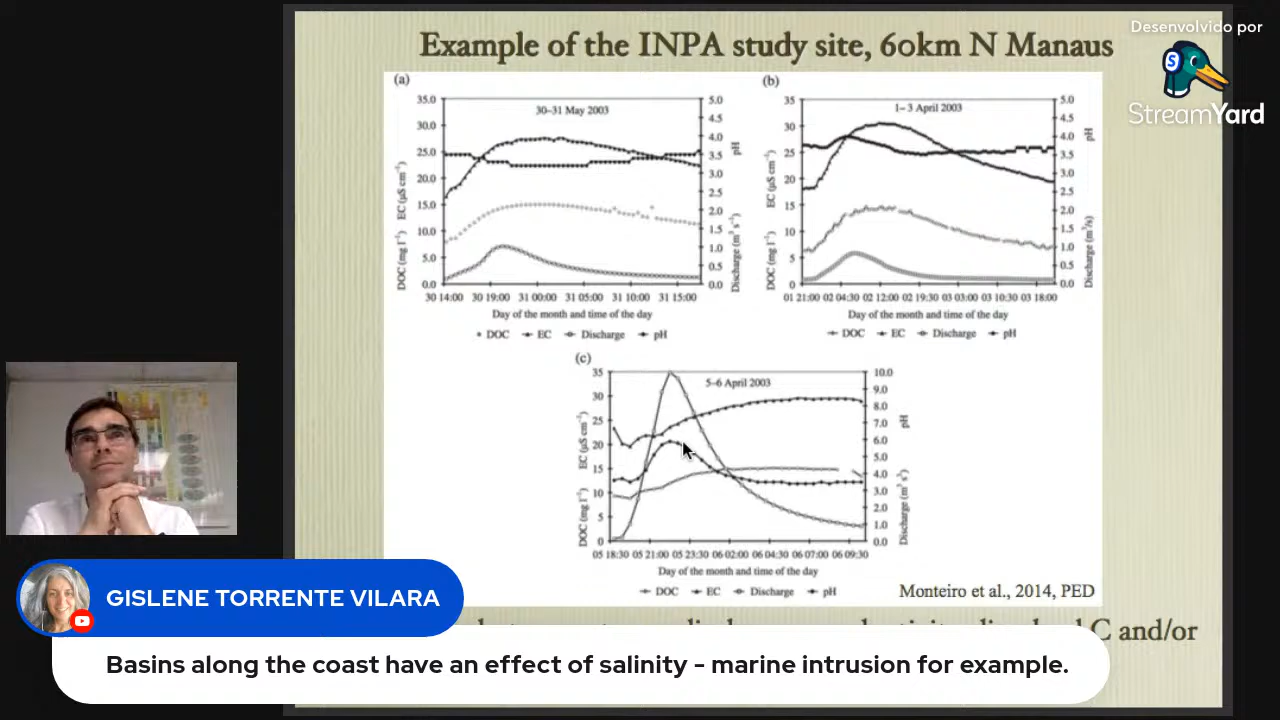 Example of the INPA study site, 60km N Manaus
Desenvolvido por
StreamYard
(a)
30–31 May 2003
35.0
30.0
25.0
20.0
15.0
10.0
5.0
0.0
5.0
4.5
4.0
3.5
3.0
2.5
2.0
1.5
1.0
0.5
0.0
DOC (mg l⁻¹) EC (µS cm⁻¹)
Discharge (m³ s⁻¹) pH
30 14:00 30 19:00 31 00:00 31 05:00 31 10:00 31 15:00
Day of the month and time of the day
DOC EC Discharge pH
(b)
1–3 April 2003
35
30
25
20
15
10
5
0
5.0
4.5
4.0
3.5
3.0
2.5
2.0
1.5
1.0
0.5
0.0
DOC (mg l⁻¹) EC (µS cm⁻¹)
Discharge (m³/s) pH
01 21:00 02 04:30 02 12:00 02 19:30 03 03:00 03 10:30 03 18:00
Day of the month and time of the day
DOC EC Discharge pH
(c)
5–6 April 2003
35
30
25
20
15
10
5
0
10.0
9.0
8.0
7.0
6.0
5.0
4.0
3.0
2.0
1.0
0.0
DOC (mg l⁻¹) EC (µS cm⁻¹)
Discharge (m³ s⁻¹) pH
05 18:30 05 21:00 05 23:30 06 02:00 06 04:30 06 07:00 06 09:30
Day of the month and time of the day
DOC EC Discharge pH
Monteiro et al., 2014, PED
C and/or
GISLENE TORRENTE VILARA
Basins along the coast have an effect of salinity - marine intrusion for example.